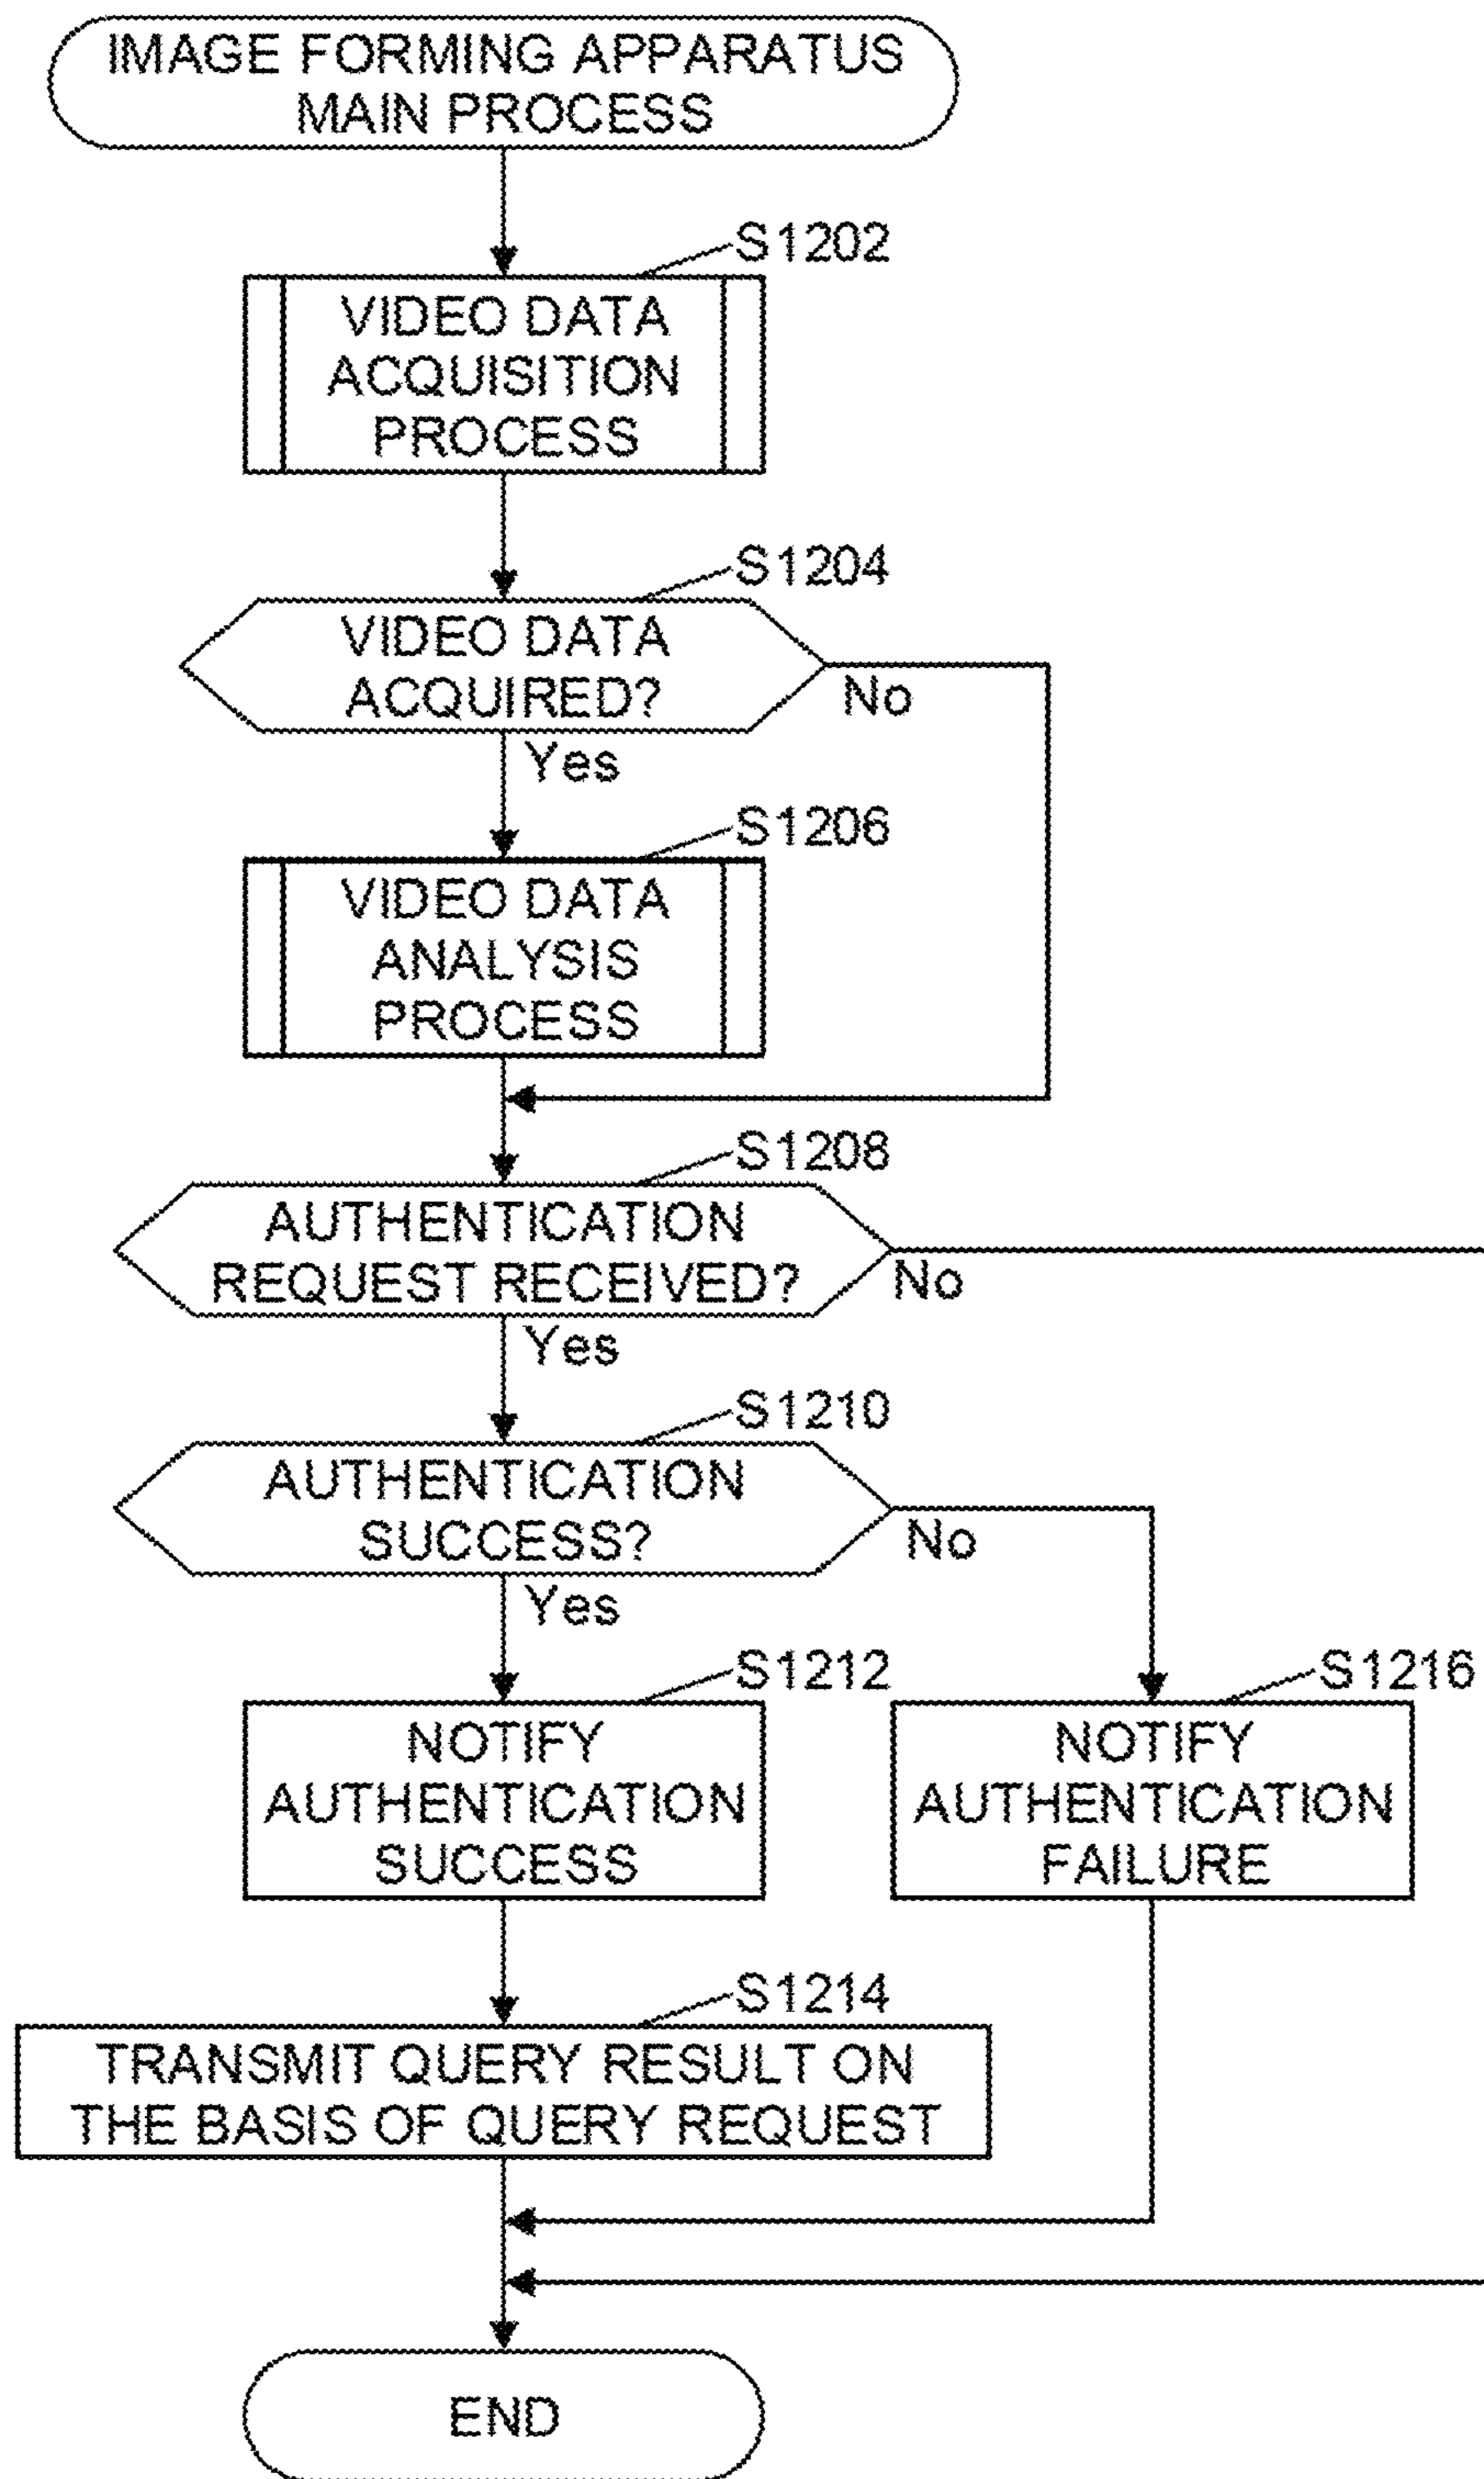 IMAGE FORMING APPARATUS
MAIN PROCESS
S1202
VIDEO DATA
ACQUISITION
PROCESS
S1204
VIDEO DATA
ACQUIRED?
No
Yes
S1206
VIDEO DATA
ANALYSIS
PROCESS
S1208
AUTHENTICATION
REQUEST RECEIVED?
No
Yes
S1210
AUTHENTICATION
SUCCESS?
No
Yes
S1212
NOTIFY
AUTHENTICATION
SUCCESS
S1216
NOTIFY
AUTHENTICATION
FAILURE
S1214
TRANSMIT QUERY RESULT ON
THE BASIS OF QUERY REQUEST
END